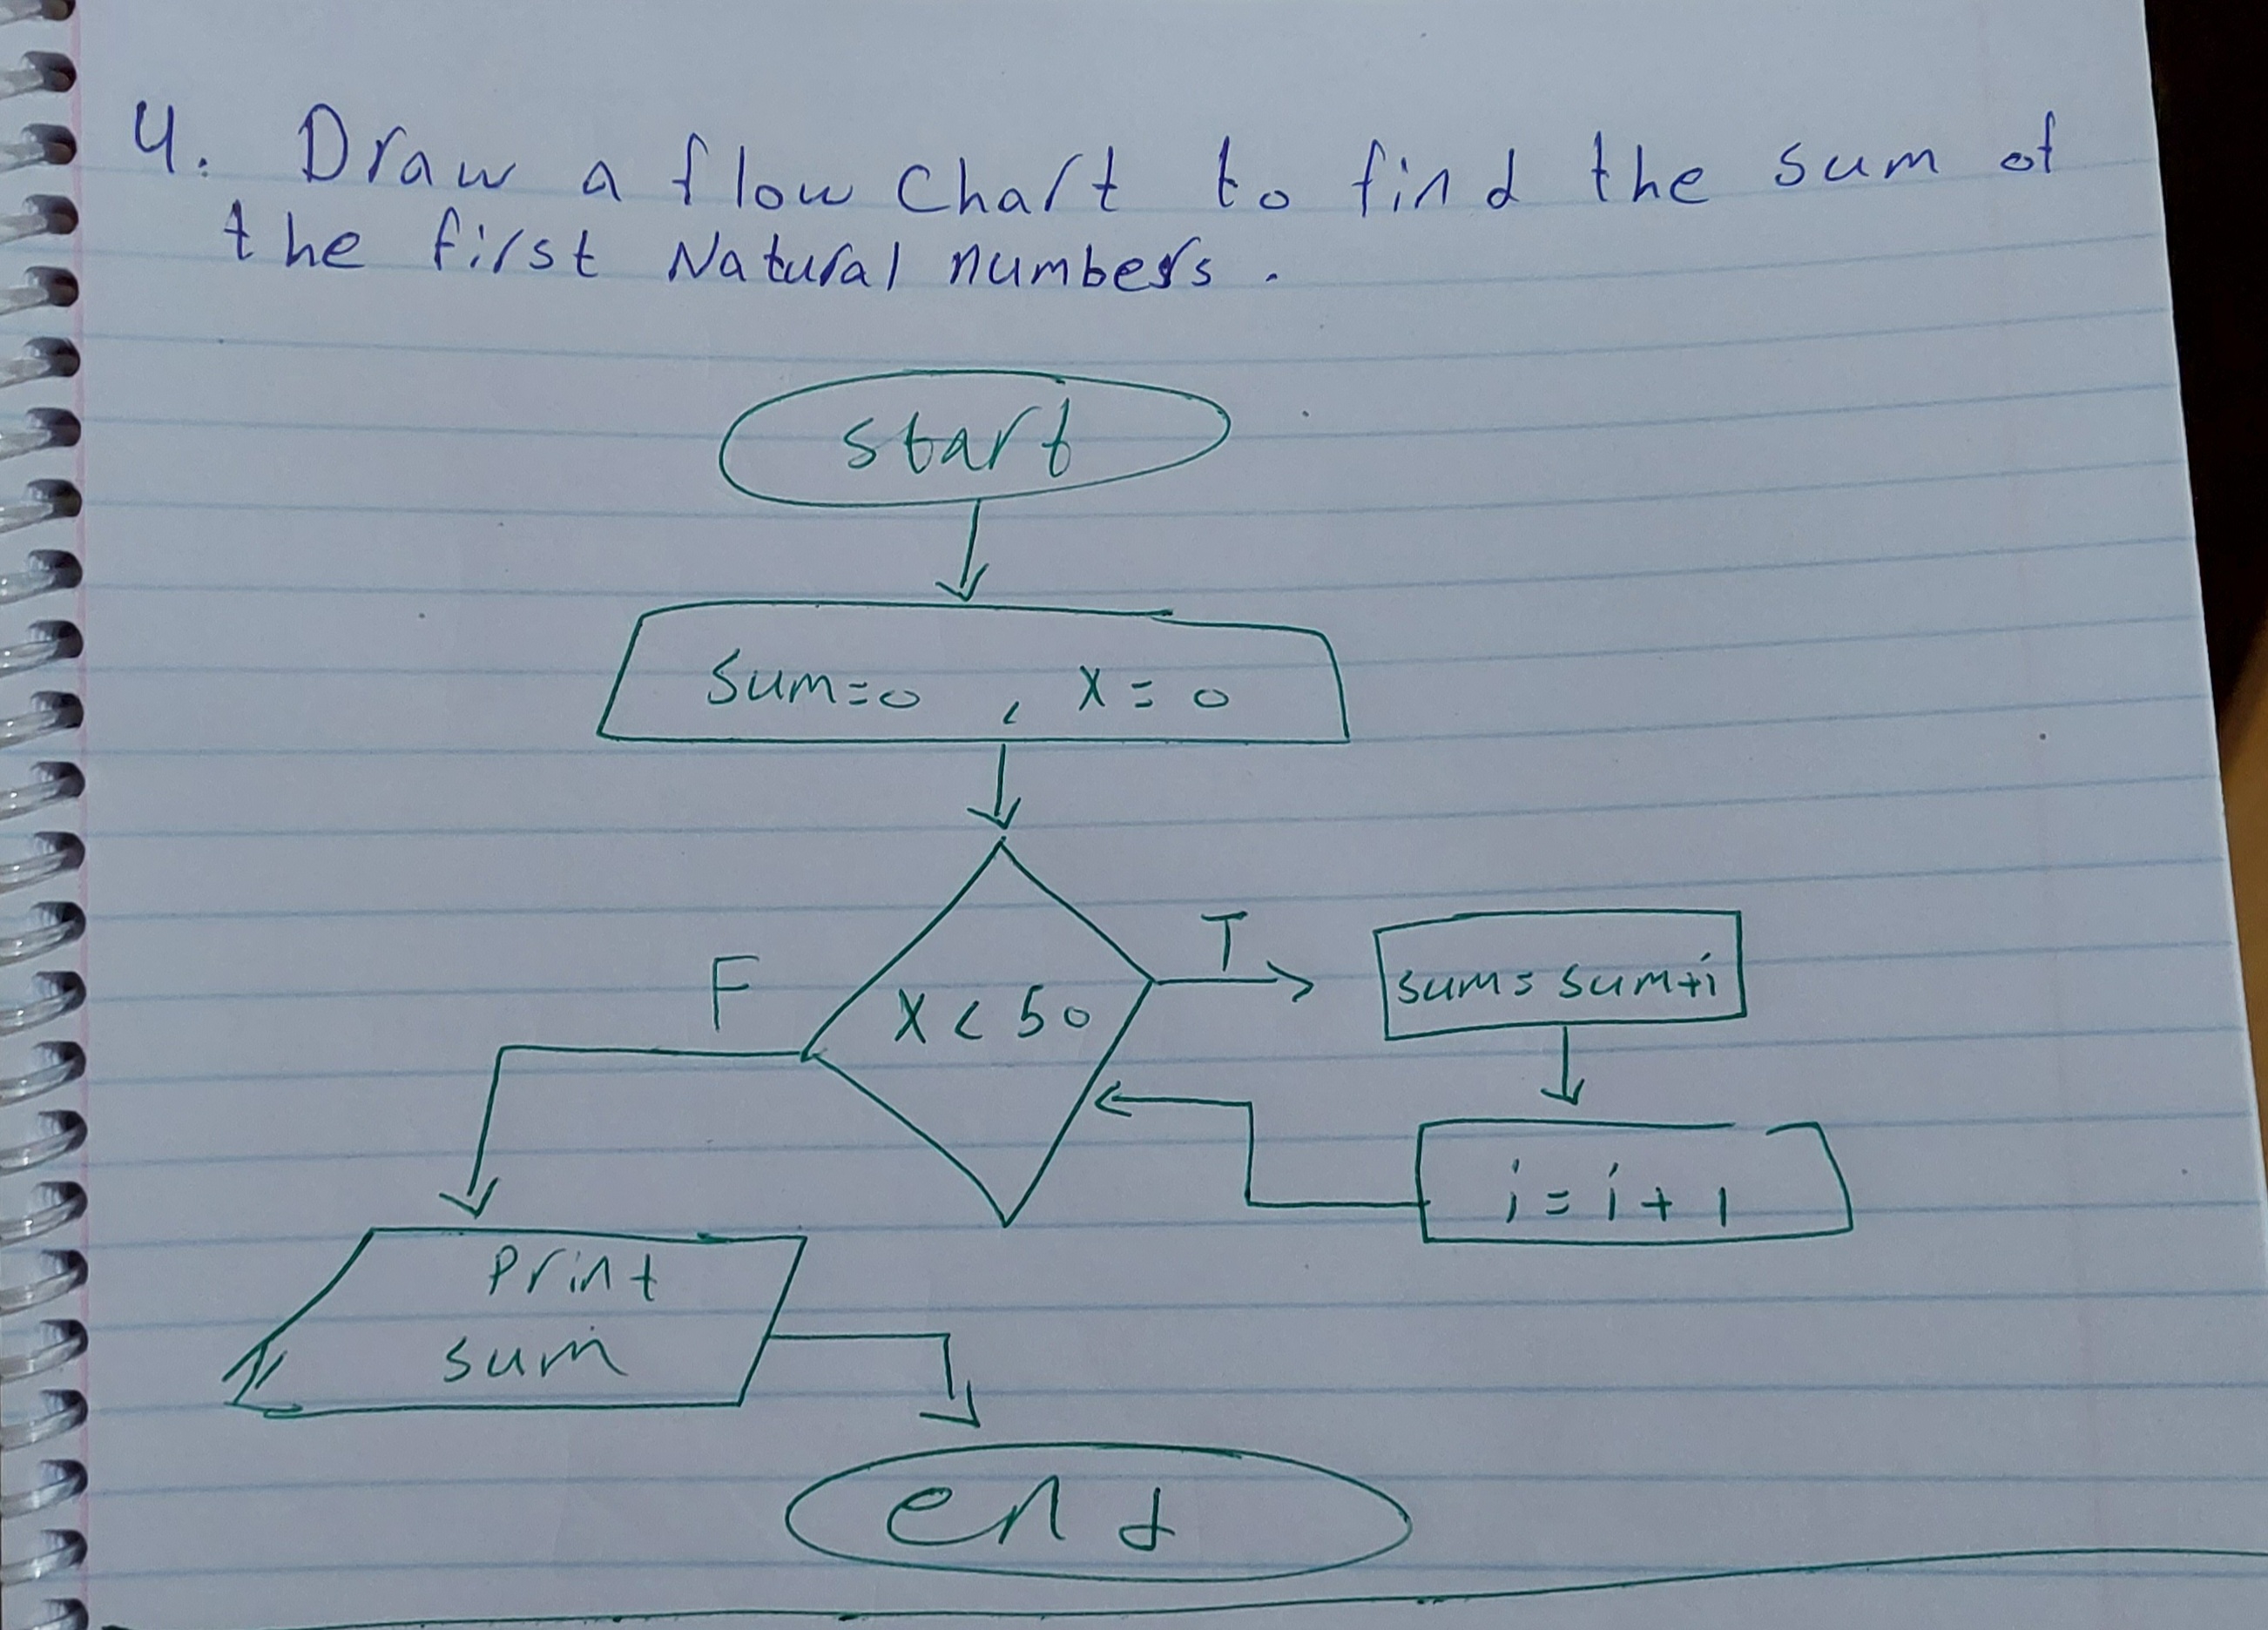 4. Draw a flow Chart to find the sum of
the first Natural numbers.
start
Sum=0 , X = 0
X < 50
T
F
sum= sum+i
i = i + 1
Print
sum
end